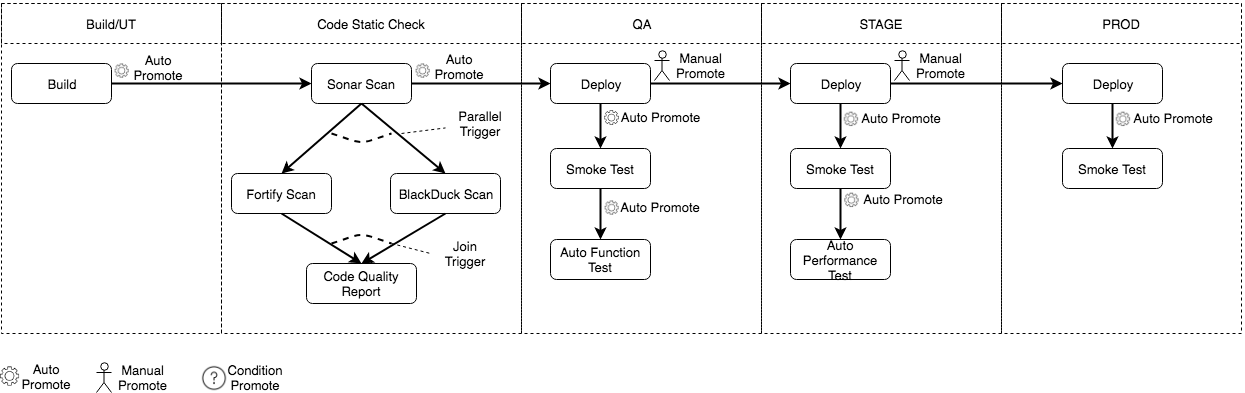 Build/UT
Code Static Check
QA
STAGE
PROD
Build
Auto
Promote
Sonar Scan
Auto
Promote
Deploy
Manual
Promote
Deploy
Manual
Promote
Deploy
Parallel
Trigger
Auto Promote
Auto Promote
Auto Promote
Fortify Scan
BlackDuck Scan
Smoke Test
Smoke Test
Smoke Test
Auto Promote
Auto Promote
Join
Trigger
Code Quality
Report
Auto Function
Test
Auto
Performance
Test
Auto
Promote
Manual
Promote
?
Condition
Promote